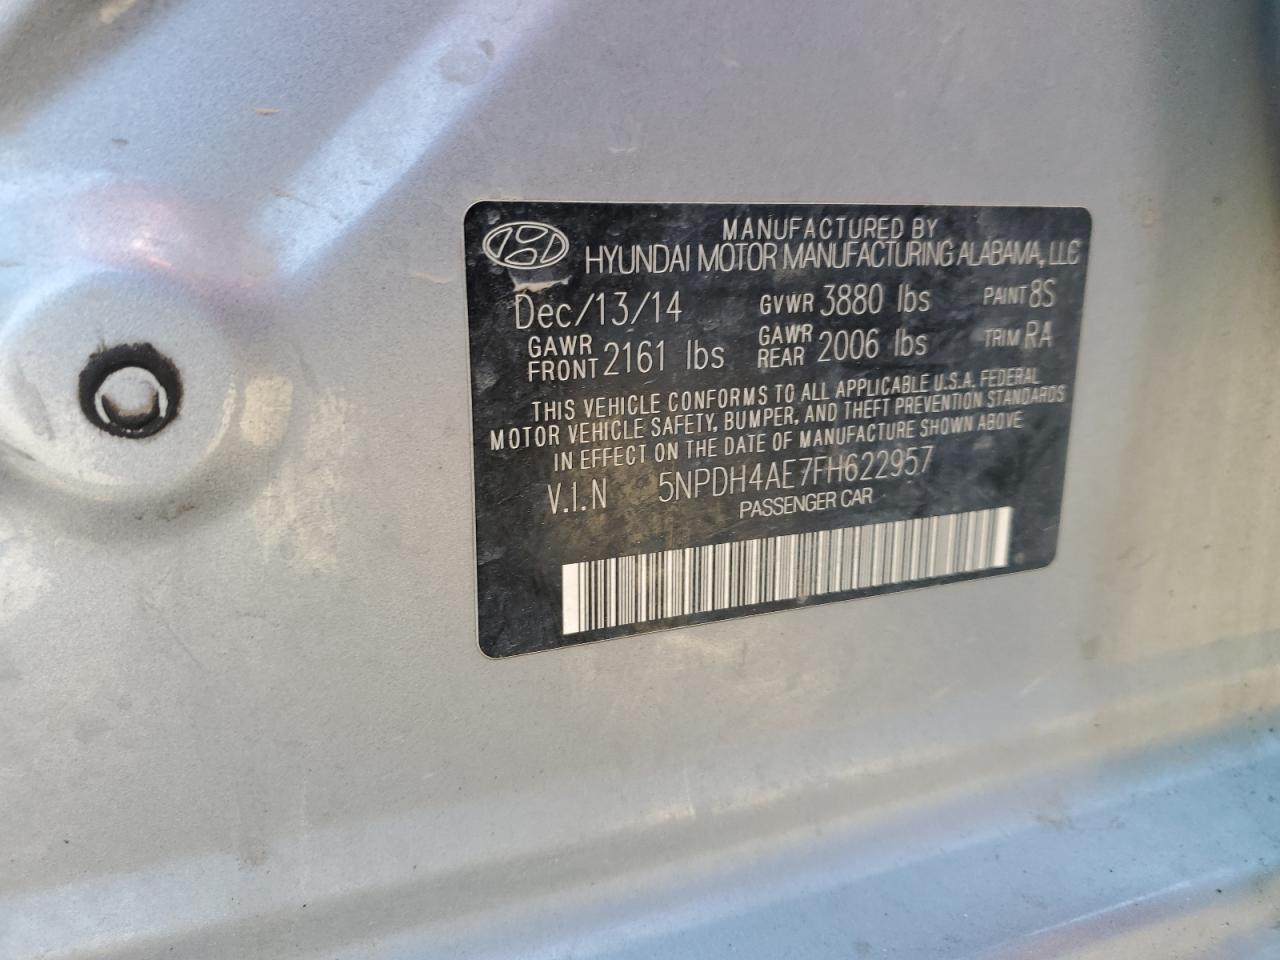 MANUFACTURED BY
HYUNDAI MOTOR MANUFACTURING ALABAMA, LLC
Dec/13/14 GVWR 3880 lbs PAINT 8S
GAWR FRONT 2161 lbs GAWR REAR 2006 lbs TRIM RA
THIS VEHICLE CONFORMS TO ALL APPLICABLE U.S.A. FEDERAL
MOTOR VEHICLE SAFETY, BUMPER, AND THEFT PREVENTION STANDARDS
IN EFFECT ON THE DATE OF MANUFACTURE SHOWN ABOVE
V.I.N 5NPDH4AE7FH622957
PASSENGER CAR